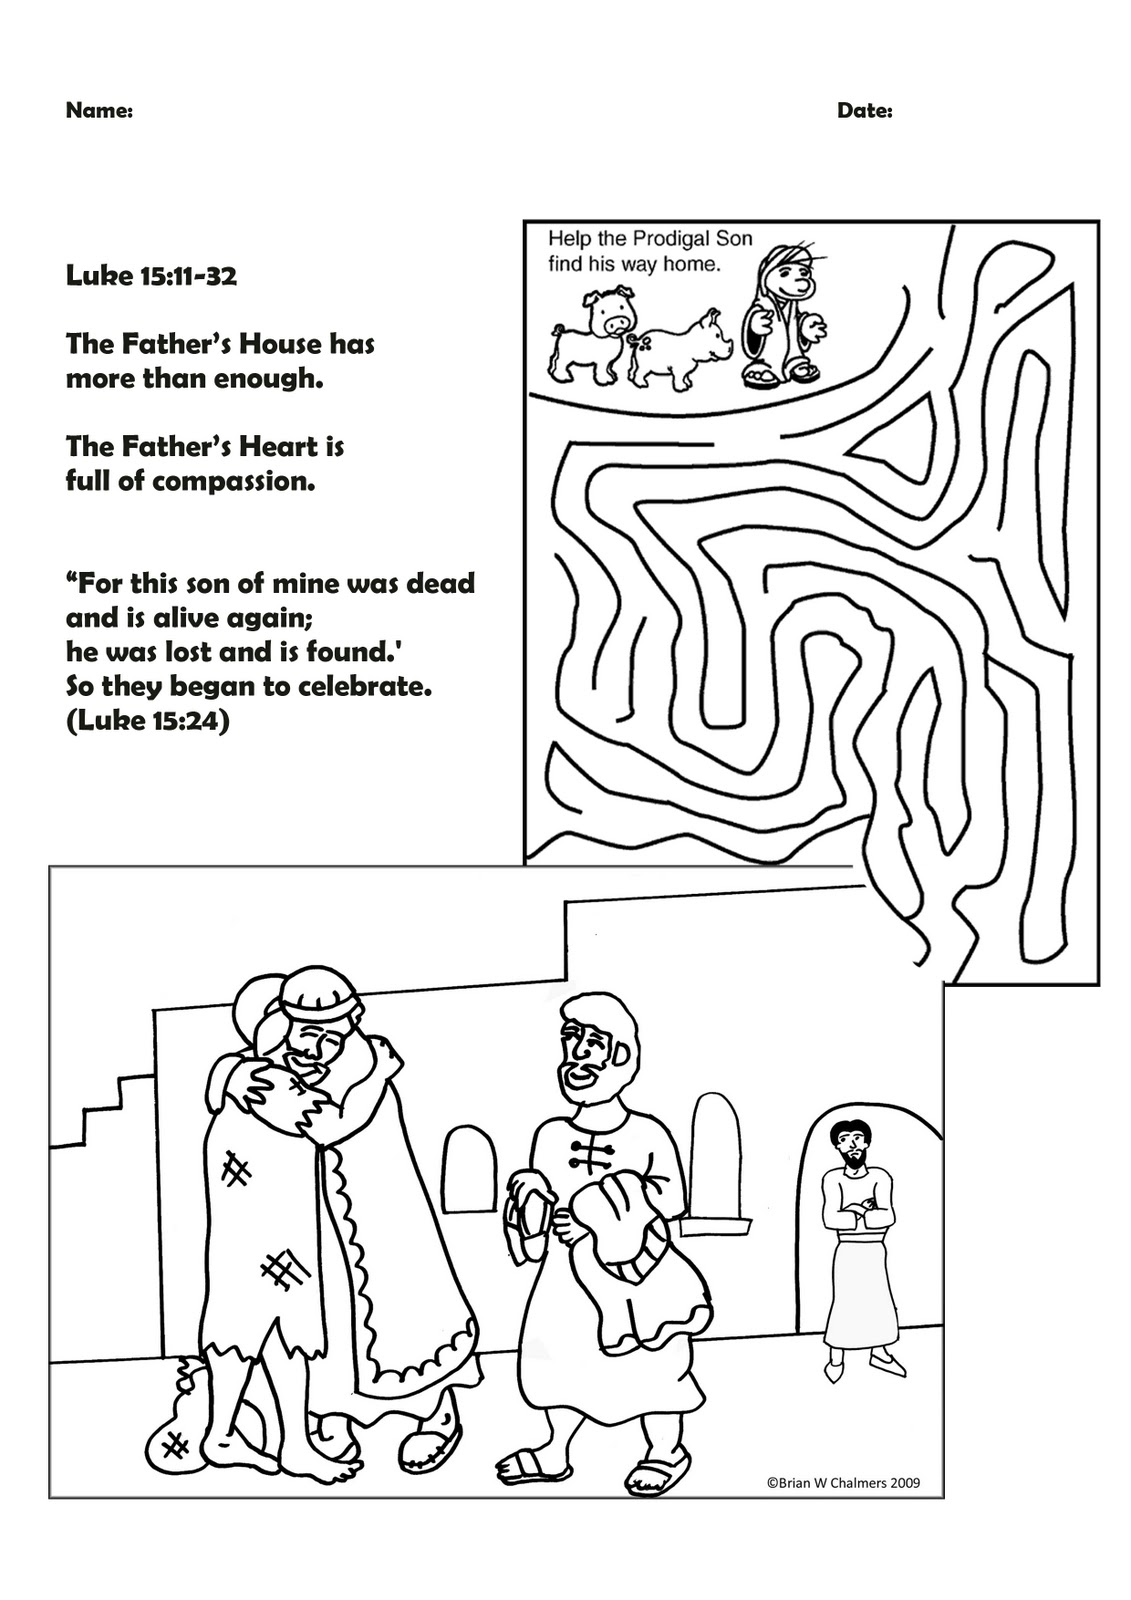 Name:
Date:
Help the Prodigal Son
find his way home.
Luke 15:11-32
The Father's House has
more than enough.
The Father's Heart is
full of compassion.
“For this son of mine was dead
and is alive again;
he was lost and is found.'
So they began to celebrate.
(Luke 15:24)
©Brian W Chalmers 2009